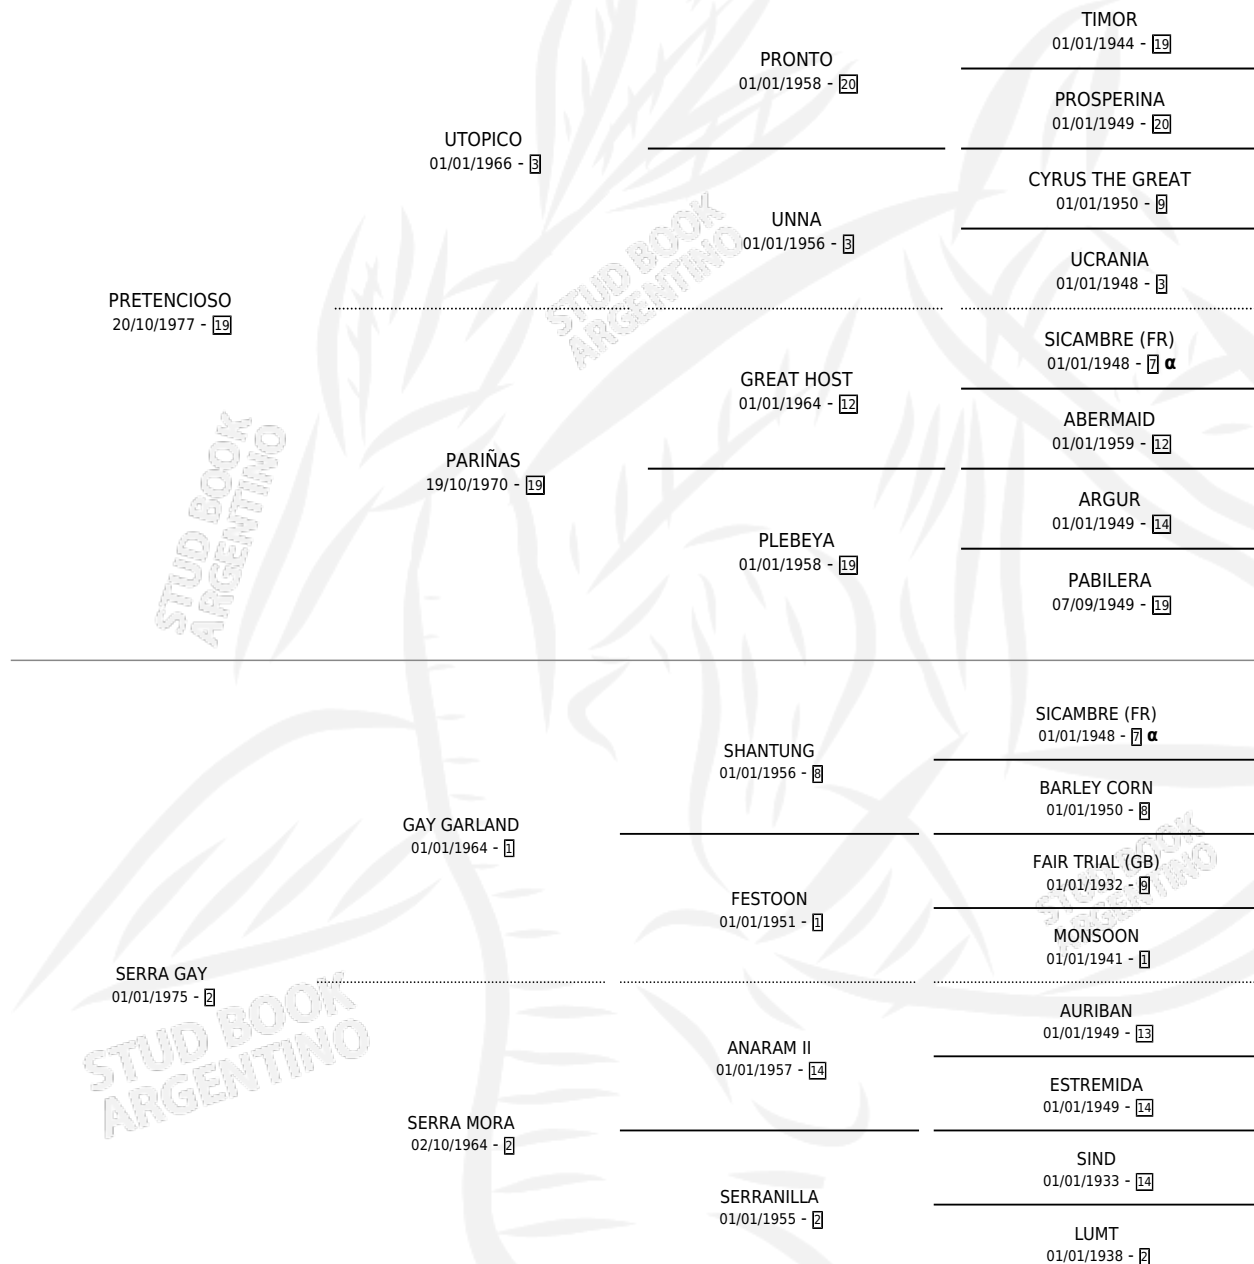 PRETENCIOSO
20/10/1977 - 19
UTOPICO
01/01/1966 - 3
PARIÑAS
19/10/1970 - 19
PRONTO
01/01/1958 - 20
UNNA
01/01/1956 - 3
GREAT HOST
01/01/1964 - 12
PLEBEYA
01/01/1958 - 19
TIMOR
01/01/1944 - 19
PROSPERINA
01/01/1949 - 20
CYRUS THE GREAT
01/01/1950 - 9
UCRANIA
01/01/1948 - 3
SICAMBRE (FR)
01/01/1948 - 7 α
ABERMAID
01/01/1959 - 12
ARGUR
01/01/1949 - 14
PABILERA
07/09/1949 - 19
SERRA GAY
01/01/1975 - 2
GAY GARLAND
01/01/1964 - 1
SERRA MORA
02/10/1964 - 2
SHANTUNG
01/01/1956 - 8
FESTOON
01/01/1951 - 1
ANARAM II
01/01/1957 - 14
SERRANILLA
01/01/1955 - 2
SICAMBRE (FR)
01/01/1948 - 7 α
BARLEY CORN
01/01/1950 - 8
FAIR TRIAL (GB)
01/01/1932 - 9
MONSOON
01/01/1941 - 1
AURIBAN
01/01/1949 - 13
ESTREMIDA
01/01/1949 - 14
SIND
01/01/1933 - 14
LUMT
01/01/1938 - 2
STUD BOOK
ARGENTINO
STUD BOOK
ARGENTINO
STUD BOOK
ARGENTINO
STUD BOOK
ARGENTINO